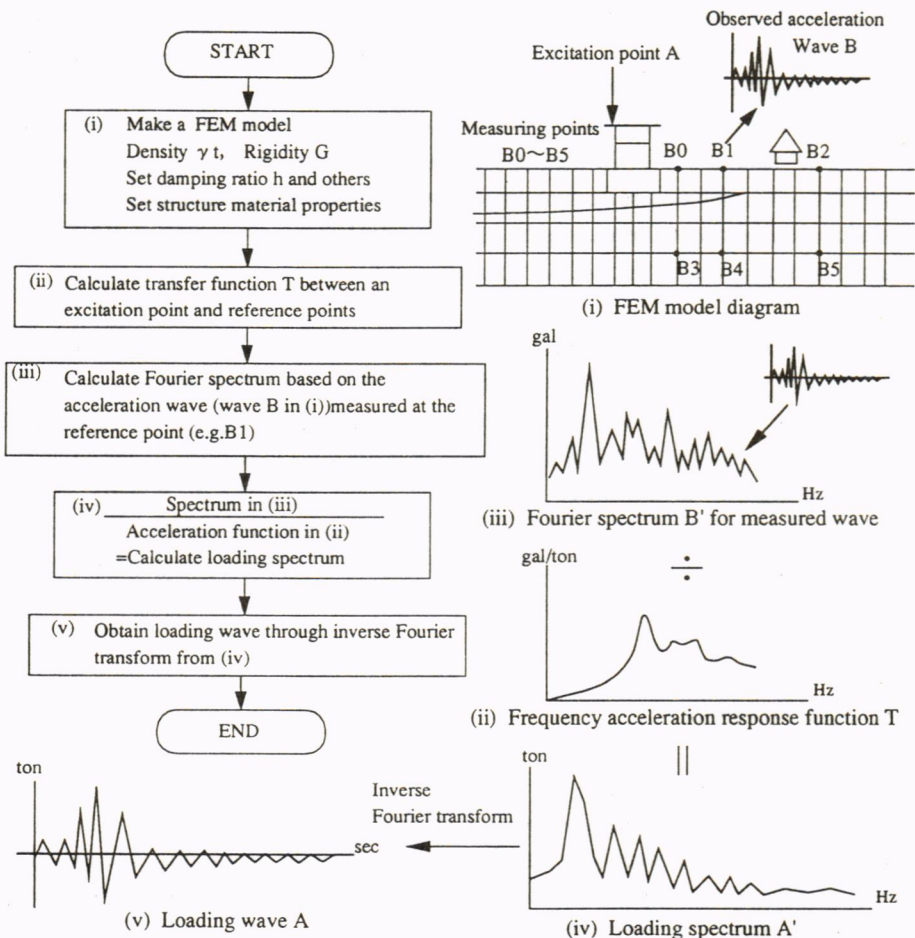 START
(i) Make a FEM model
Density γ t, Rigidity G
Set damping ratio h and others
Set structure material properties
(ii) Calculate transfer function T between an
excitation point and reference points
(iii) Calculate Fourier spectrum based on the
acceleration wave (wave B in (i))measured at the
reference point (e.g.B1)
(iv) Spectrum in (iii)
Acceleration function in (ii)
=Calculate loading spectrum
(v) Obtain loading wave through inverse Fourier
transform from (iv)
END
Observed acceleration
Wave B
Excitation point A
Measuring points
B0～B5
B0
B1
B2
B3
B4
B5
(i) FEM model diagram
gal
Hz
(iii) Fourier spectrum B' for measured wave
gal/ton
÷
Hz
(ii) Frequency acceleration response function T
||
ton
Hz
(iv) Loading spectrum A'
Inverse
Fourier transform
ton
sec
(v) Loading wave A